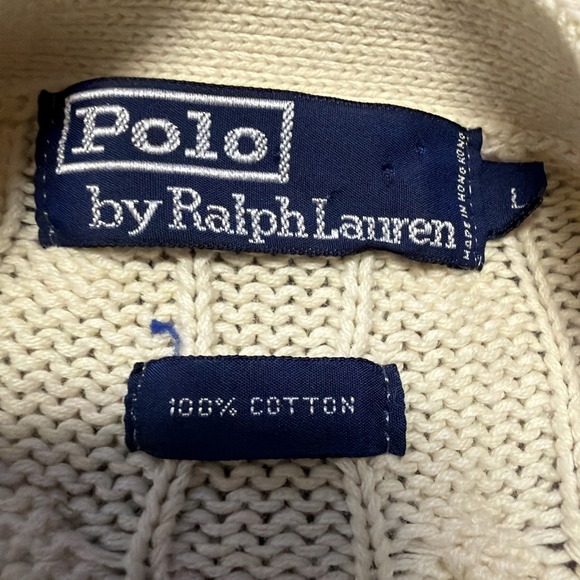 Polo
by Ralph Lauren
MADE IN HONG KONG
L
100% COTTON